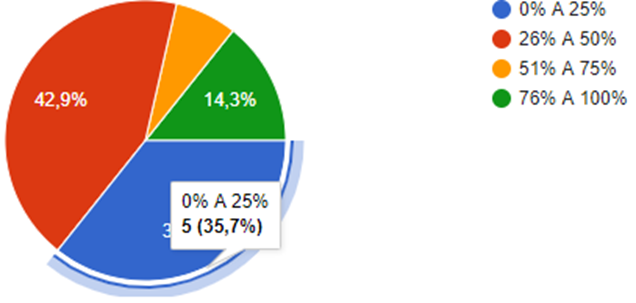 0% A 25%
26% A 50%
51% A 75%
76% A 100%
42,9%
14,3%
0% A 25%
5 (35,7%)